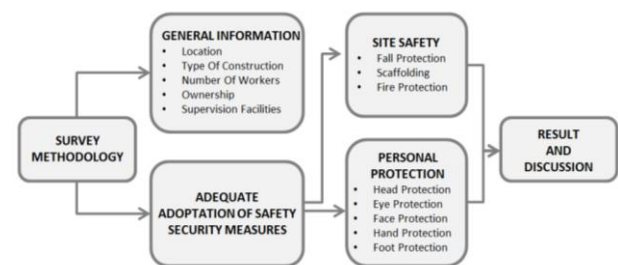 GENERAL INFORMATION
• Location
• Type Of Construction
• Number Of Workers
• Ownership
• Supervision Facilities
SITE SAFETY
• Fall Protection
• Scaffolding
• Fire Protection
SURVEY
METHODOLOGY
ADEQUATE
ADOPTATION OF SAFETY
SECURITY MEASURES
PERSONAL
PROTECTION
• Head Protection
• Eye Protection
• Face Protection
• Hand Protection
• Foot Protection
RESULT
AND
DISCUSSION